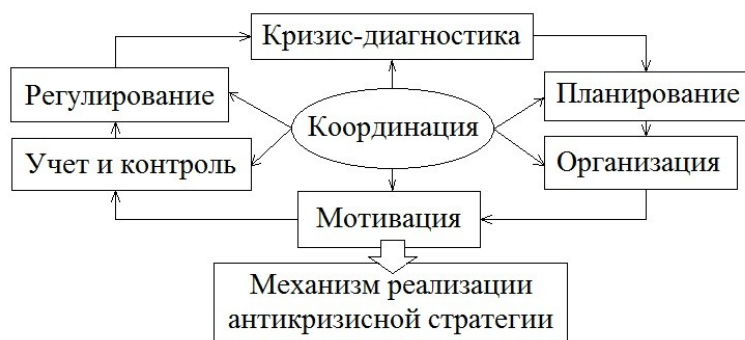 Кризис-диагностика
Регулирование
Планирование
Координация
Учет и контроль
Организация
Мотивация
Механизм реализации
антикризисной стратегии